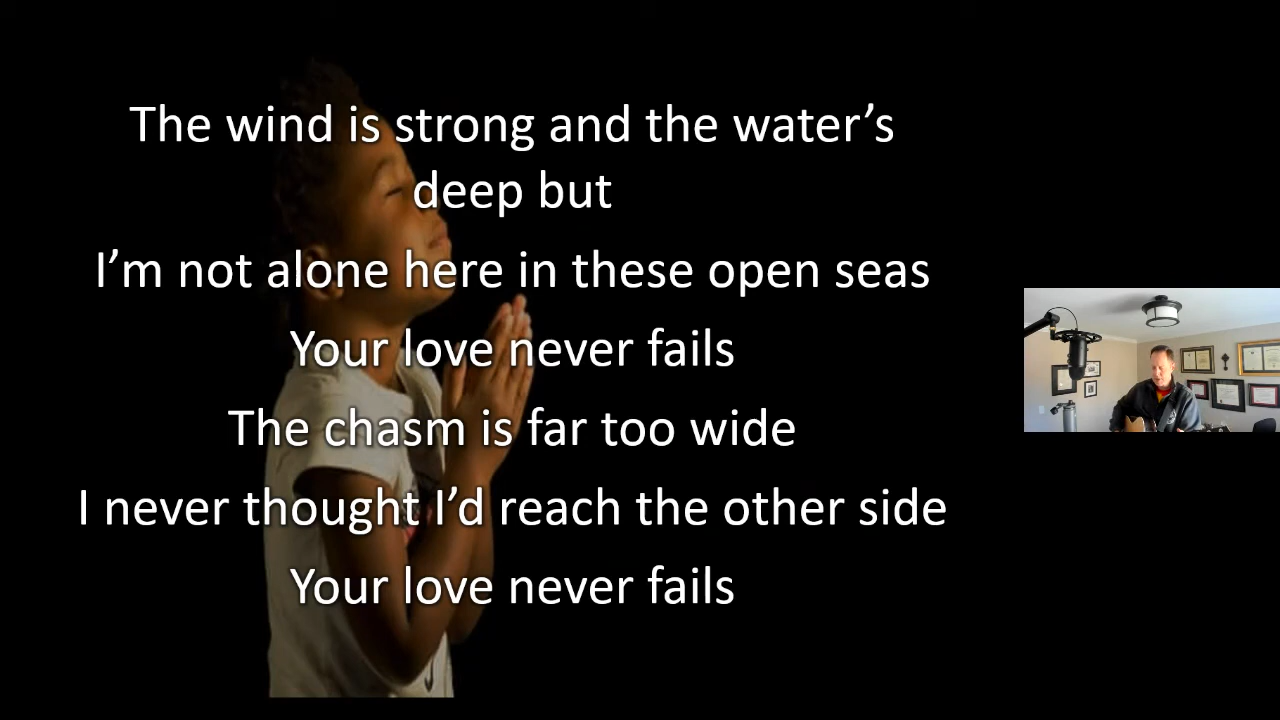 The wind is strong and the water’s
deep but
I’m not alone here in these open seas
Your love never fails
The chasm is far too wide
I never thought I’d reach the other side
Your love never fails